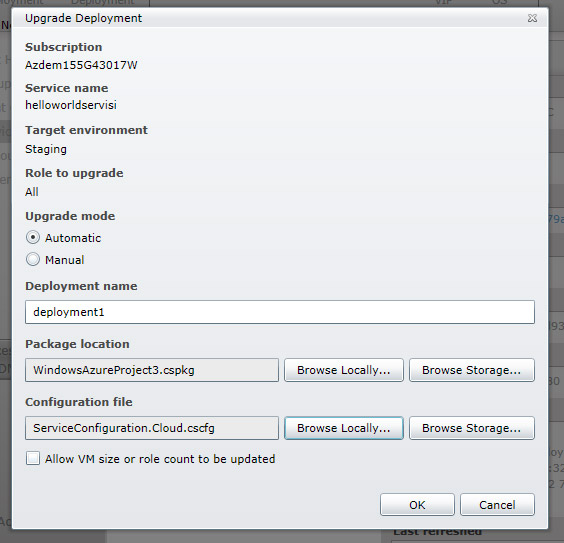 Upgrade Deployment
Subscription
Azdem155G43017W
Service name
helloworldservisi
Target environment
Staging
Role to upgrade
All
Upgrade mode
Automatic
Manual
Deployment name
deployment1
Package location
WindowsAzureProject3.cspkg
Browse Locally...
Browse Storage...
Configuration file
ServiceConfiguration.Cloud.cscfg
Browse Locally...
Browse Storage...
Allow VM size or role count to be updated
OK
Cancel
Last refreshed